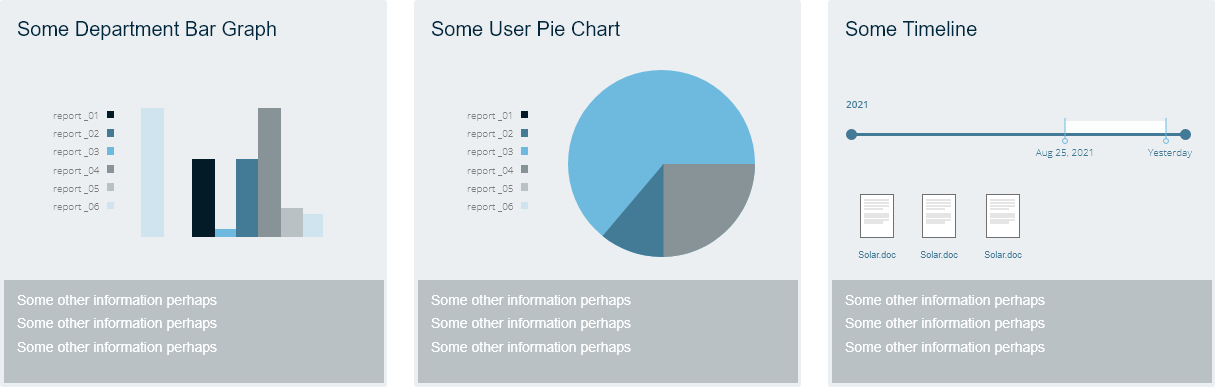 Some Department Bar Graph
report _01
report _02
report _03
report _04
report _05
report _06
Some other information perhaps
Some other information perhaps
Some other information perhaps
Some User Pie Chart
report _01
report _02
report _03
report _04
report _05
report _06
Some other information perhaps
Some other information perhaps
Some other information perhaps
Some Timeline
2021
Aug 25, 2021 Yesterday
Solar.doc Solar.doc Solar.doc
Some other information perhaps
Some other information perhaps
Some other information perhaps